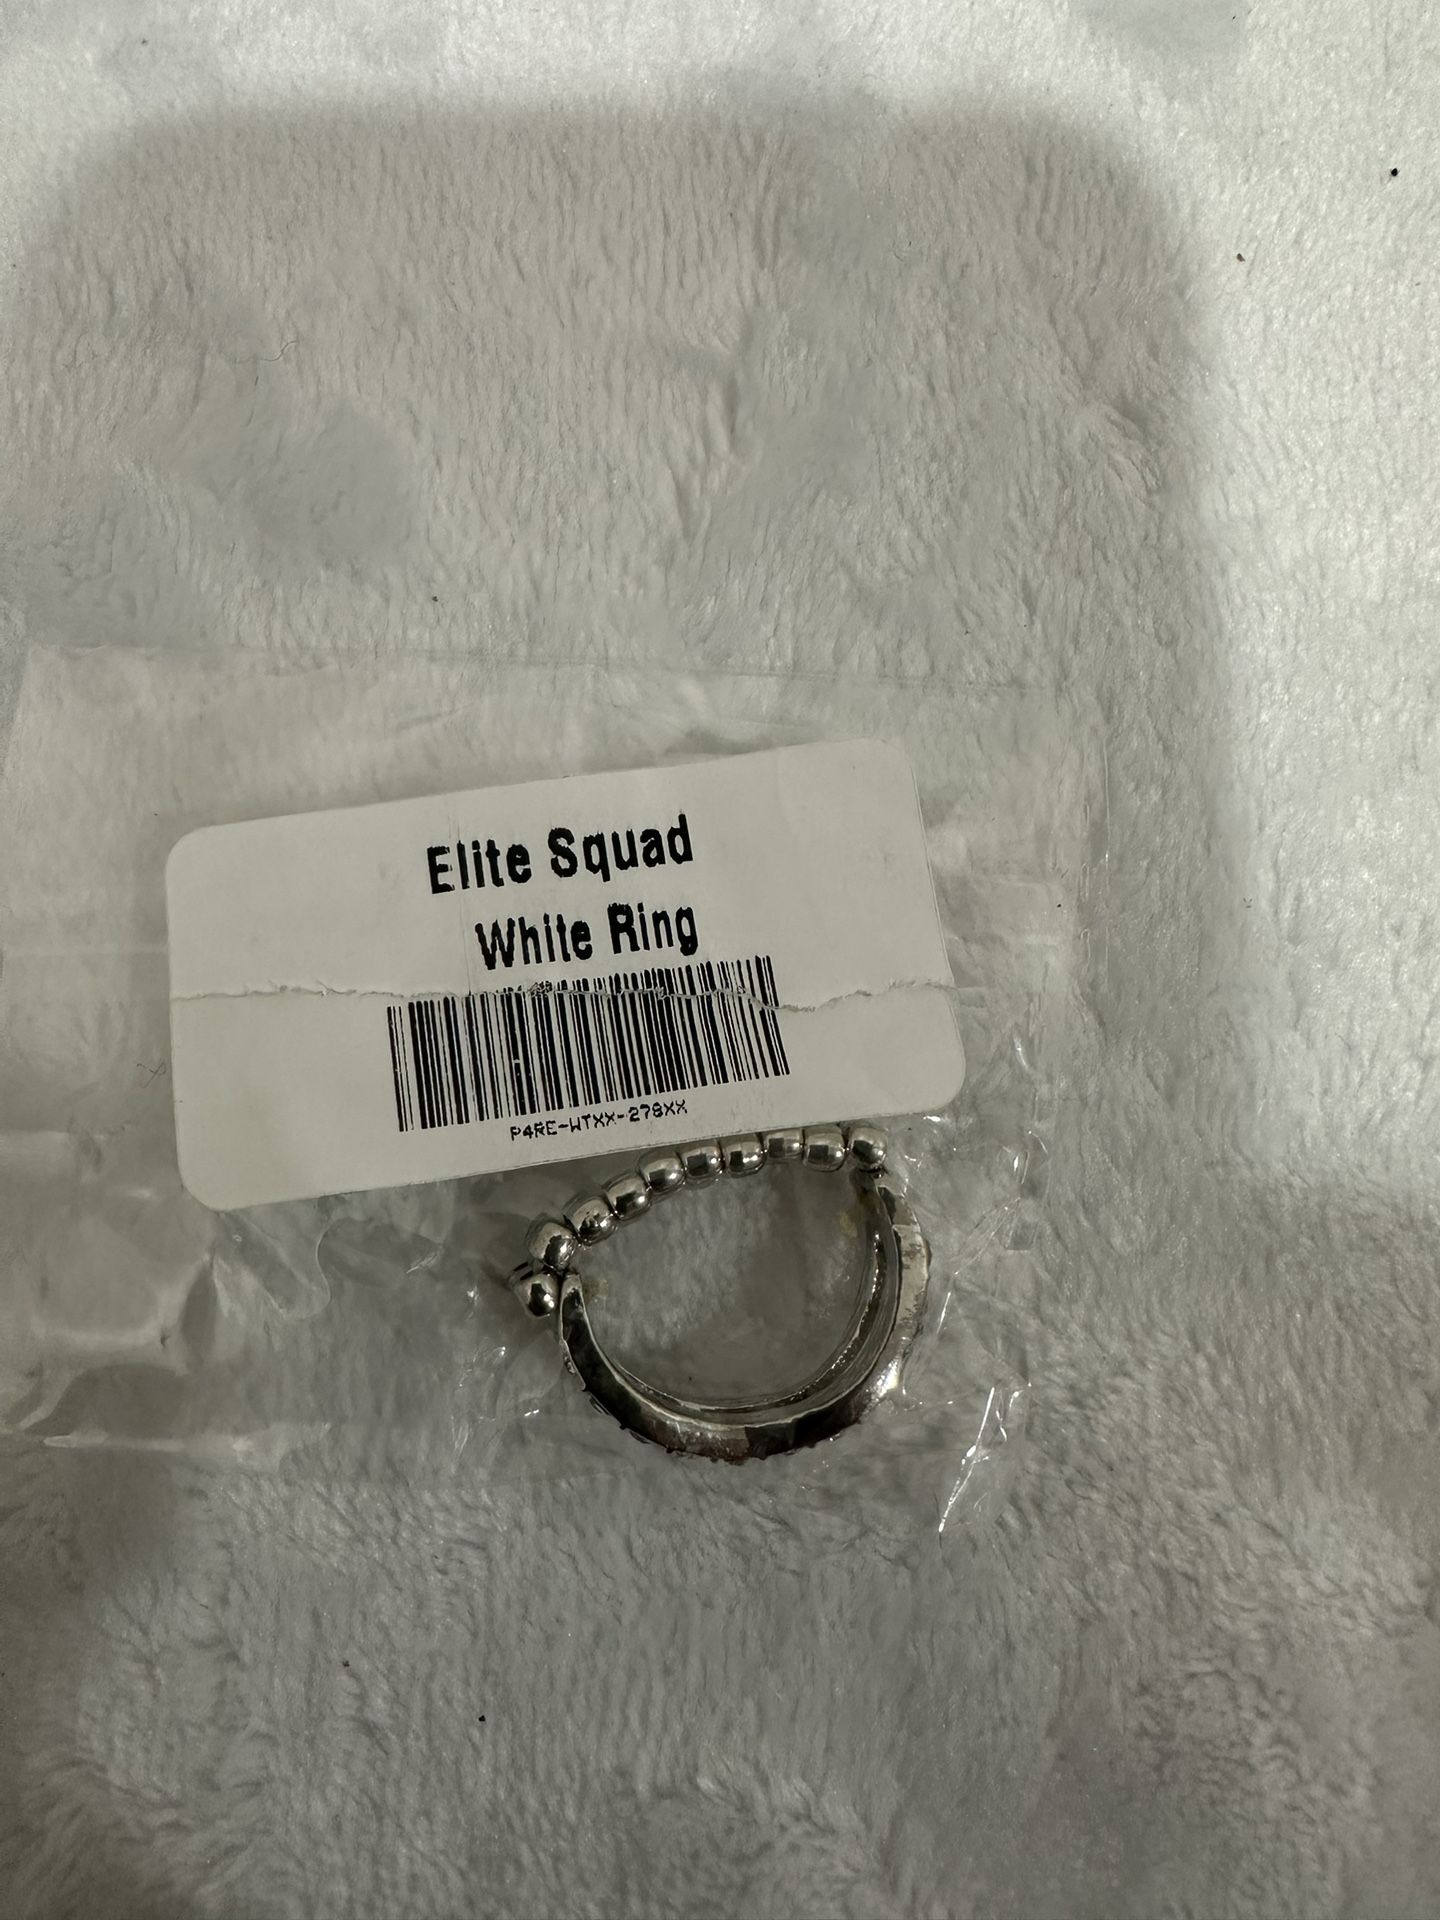 Elite Squad
White Ring
P4RE-WTXX-278XX